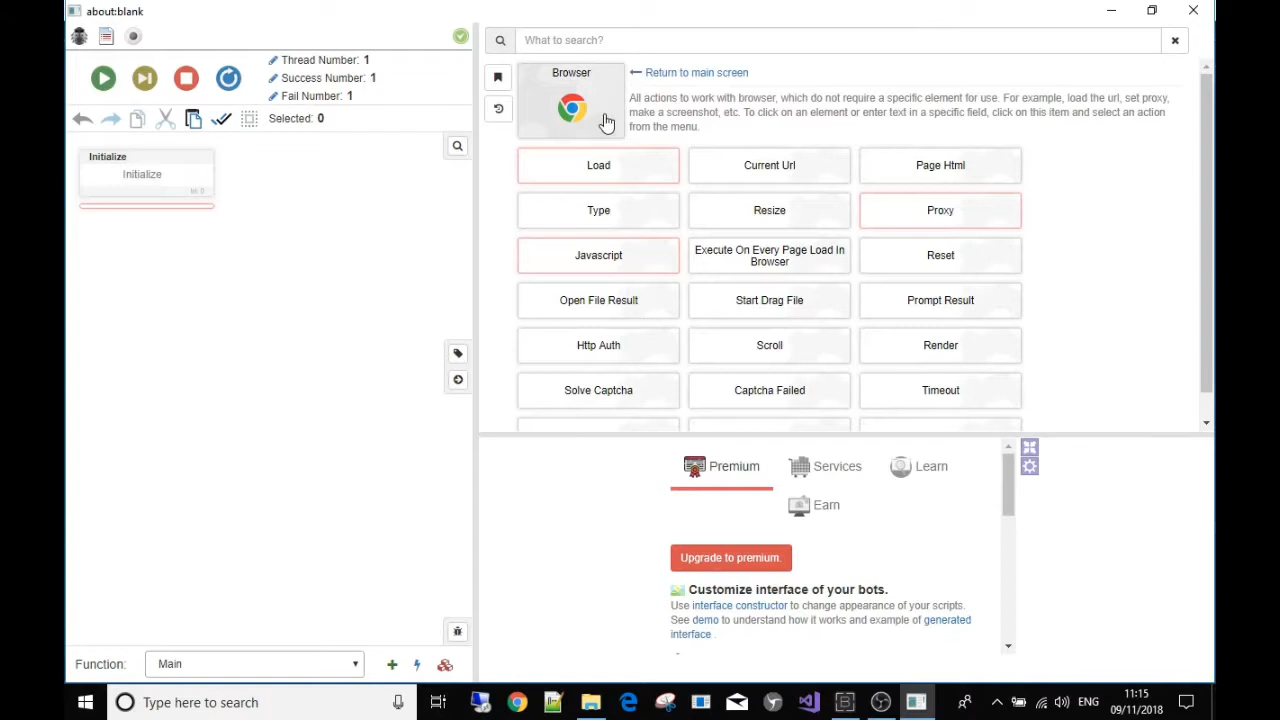 about:blank
Thread Number: 1
Success Number: 1
Fail Number: 1
Selected: 0
Initialize
Initialize
Function:
Main
What to search?
Browser
Return to main screen
All actions to work with browser, which do not require a specific element for use. For example, load the url, set proxy,
make a screenshot, etc. To click on an element or enter text in a specific field, click on this item and select an action
from the menu.
Load
Current Url
Page Html
Type
Resize
Proxy
Javascript
Execute On Every Page Load In
Browser
Reset
Open File Result
Start Drag File
Prompt Result
Http Auth
Scroll
Render
Solve Captcha
Captcha Failed
Timeout
Premium
Services
Learn
Earn
Upgrade to premium.
Customize interface of your bots.
Use interface constructor to change appearance of your scripts.
See demo to understand how it works and example of generated
interface .
Type here to search
ENG
11:15
09/11/2018